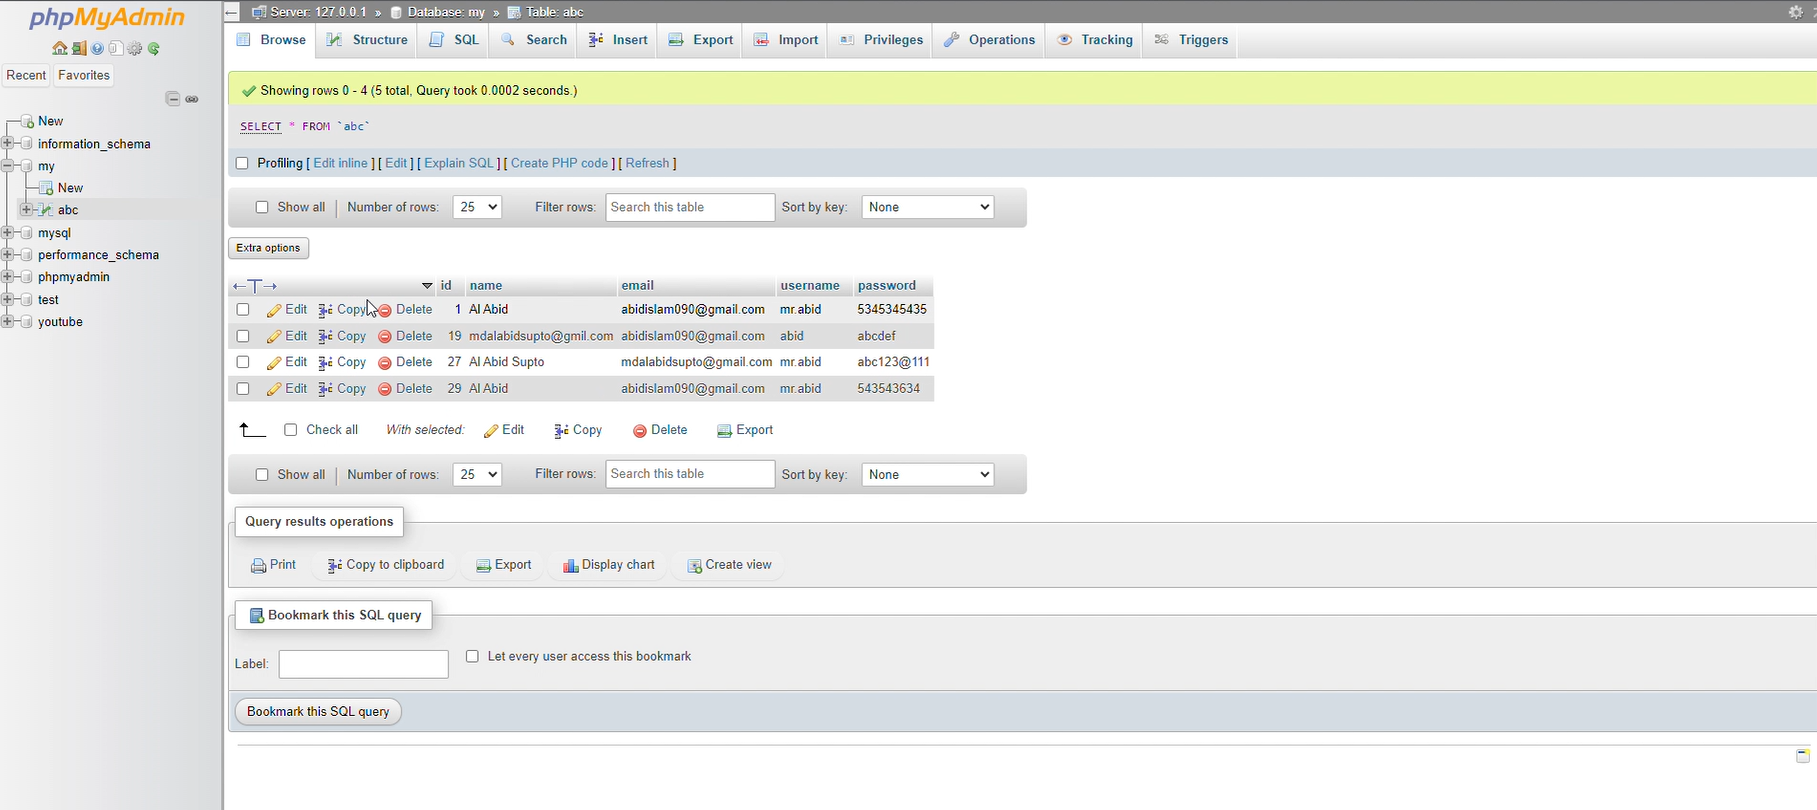 phpMyAdmin
Recent Favorites
New
information_schema
my
New
abc
mysql
performance_schema
phpmyadmin
test
youtube
Server: 127.0.0.1 » Database: my » Table: abc
Browse Structure SQL Search Insert Export Import Privileges Operations Tracking Triggers
Showing rows 0 - 4 (5 total, Query took 0.0002 seconds.)
SELECT * FROM `abc`
Profiling [ Edit inline ] [ Edit ] [ Explain SQL ] [ Create PHP code ] [ Refresh ]
Show all | Number of rows: 25 Filter rows: Search this table Sort by key: None
Extra options
←T→ id name email username password
Edit Copy Delete 1 Al Abid abidislam090@gmail.com mr.abid 5345345435
Edit Copy Delete 19 mdalabidsupto@gmil.com abidislam090@gmail.com abid abcdef
Edit Copy Delete 27 Al Abid Supto mdalabidsupto@gmail.com mr.abid abc123@111
Edit Copy Delete 29 Al Abid abidislam090@gmail.com mr.abid 543543634
Check all With selected: Edit Copy Delete Export
Show all | Number of rows: 25 Filter rows: Search this table Sort by key: None
Query results operations
Print Copy to clipboard Export Display chart Create view
Bookmark this SQL query
Label: Let every user access this bookmark
Bookmark this SQL query